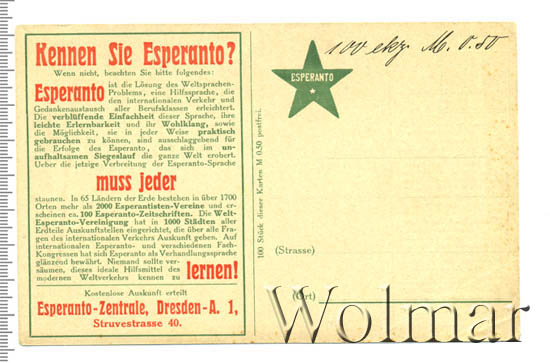 Kennen Sie Esperanto?
Wenn nicht, beachten Sie bitte folgendes:
Esperanto ist die Lösung des Weltsprachen-
Problems, eine Hilfssprache, die
den internationalen Verkehr und
Gedankenaustausch aller Berufsklassen erleichtert.
Die verblüffende Einfachheit dieser Sprache, ihre
leichte Erlernbarkeit und ihr Wohlklang, sowie
die Möglichkeit, sie in jeder Weise praktisch
gebrauchen zu können, sind ausschlaggebend für
die Erfolge des Esperanto, das sich im un-
aufhaltsamen Siegeslauf die ganze Welt erobert.
Ueber die jetzige Verbreitung der Esperanto-Sprache
muss jeder
staunen. In 65 Ländern der Erde bestehen in über 1700
Orten mehr als 2000 Esperantisten-Vereine und er-
scheinen ca. 100 Esperanto-Zeitschriften. Die Welt-
Esperanto-Vereinigung hat in 1000 Städten aller
Erdteile Auskunftstellen eingerichtet, die über alle Fra-
gen des internationalen Verkehrs Auskunft geben. Auf
internationalen Esperanto- und verschiedenen Fach-
Kongressen hat sich Esperanto als Verhandlungssprache
glänzend bewährt. Niemand sollte ver-
säumen, dieses ideale Hilfsmittel des
modernen Weltverkehrs kennen zu lernen!
Kostenlose Auskunft erteilt
Esperanto-Zentrale, Dresden-A. 1,
Struvestrasse 40.
100 Stück dieser Karten M 0.50 postfrei.
ESPERANTO
100 ekz M. 0.50
(Strasse)
(Ort)
Wolmar